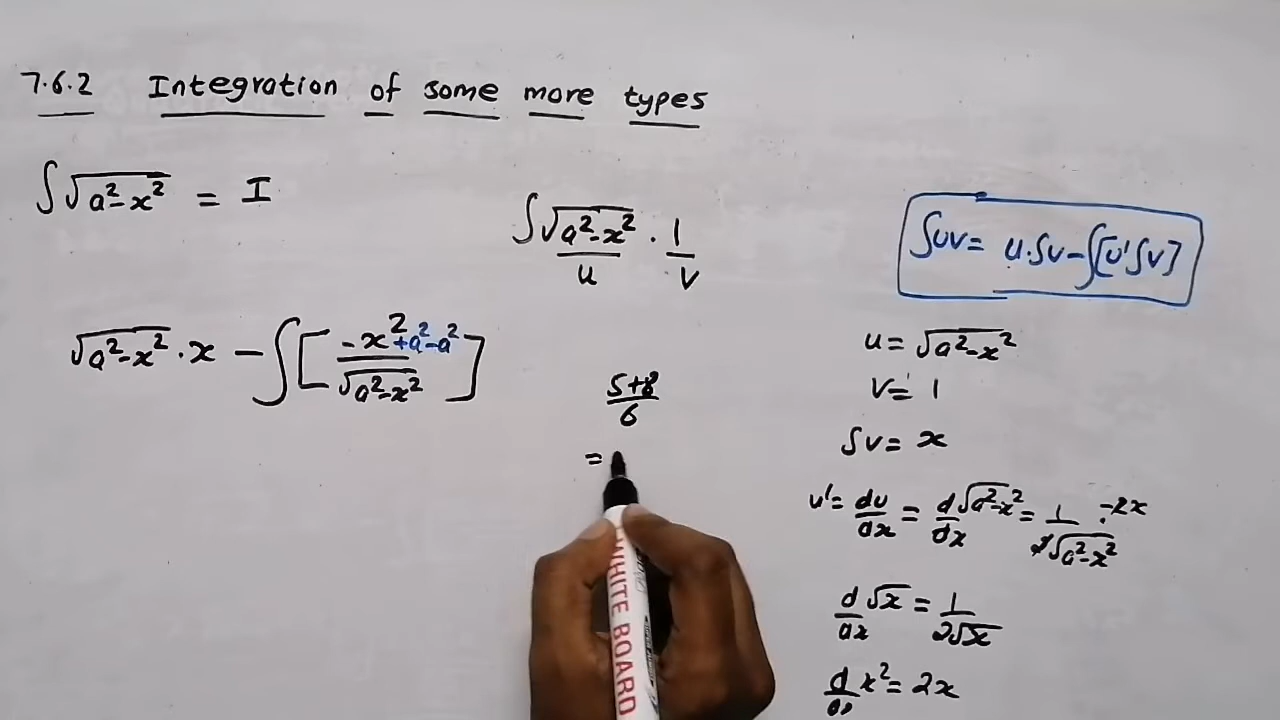 7.6.2 Integration of some more types
∫√(a²-x²) = I
∫√(a²-x²) . 1
u v
∫uv = u.∫v-∫[u'∫v]
√(a²-x²) . x - ∫[(-x²+a²-a²)/√(a²-x²)]
u = √(a²-x²)
v = 1
∫v = x
(5+8)/6
=
u' = du/dx = d/dx √(a²-x²) = 1/(2√(a²-x²)) . -2x
d/dx √x = 1/(2√x)
d/dx x² = 2x
WHITE BOARD